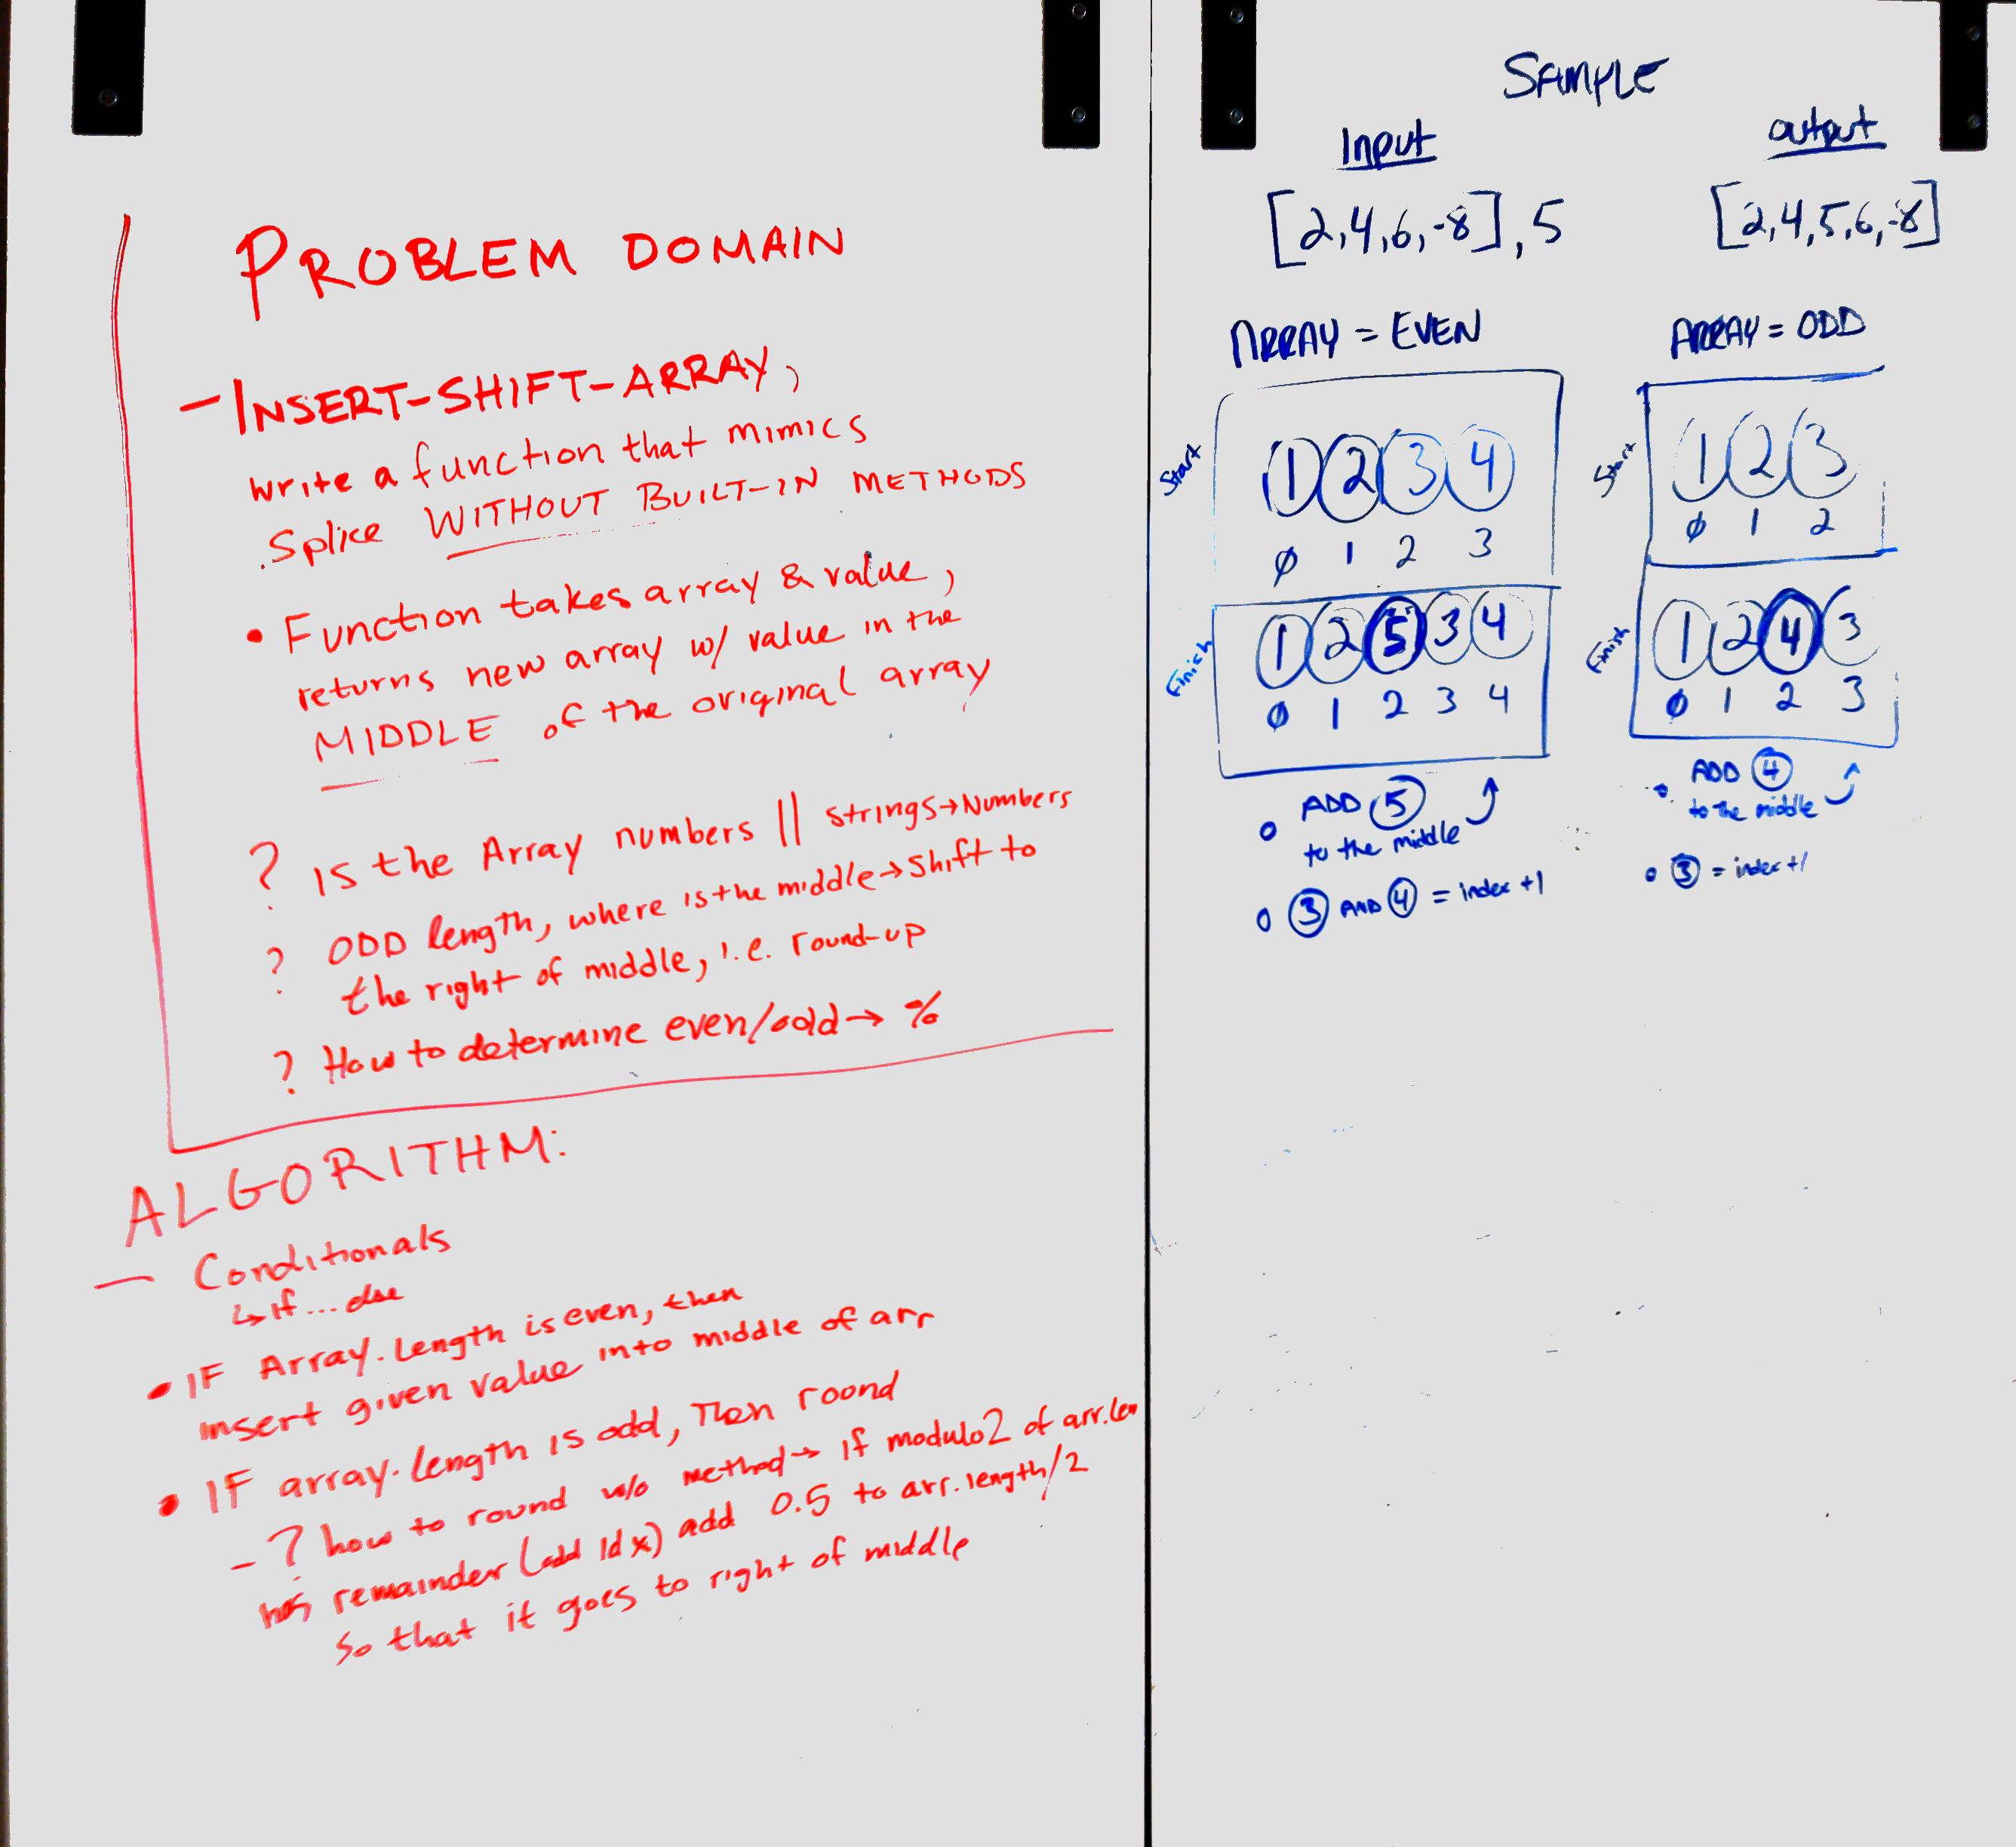 PROBLEM DOMAIN
- INSERT-SHIFT-ARRAY,
write a function that mimics
.splice WITHOUT BUILT-IN METHODS
• Function takes array & value,
returns new array w/ value in the
MIDDLE of the original array
? Is the Array numbers || strings → Numbers
? ODD length, where is the middle → shift to
the right of middle, i.e. round-up
? How to determine even/odd → %
ALGORITHM:
- Conditionals
↳ if ... else
• IF Array.length is even, then
insert given value into middle of arr
• IF array.length is odd, Then roond
- ? how to round w/o method → if modulo2 of arr.len
has remainder (odd idx) add 0.5 to arr.length/2
so that it goes to right of middle
SAMPLE
Input
output
[2,4,6,-8], 5
[2,4,5,6,-8]
ARRAY = EVEN
ARRAY = ODD
Start
1 2 3 4
0 1 2 3
Finish
1 2 5 3 4
0 1 2 3 4
o ADD 5
to the middle
o 3 AND 4 = index +1
Start
1 2 3
0 1 2
Finish
1 2 4 3
0 1 2 3
• ADD 4
to the middle
o 3 = index +1